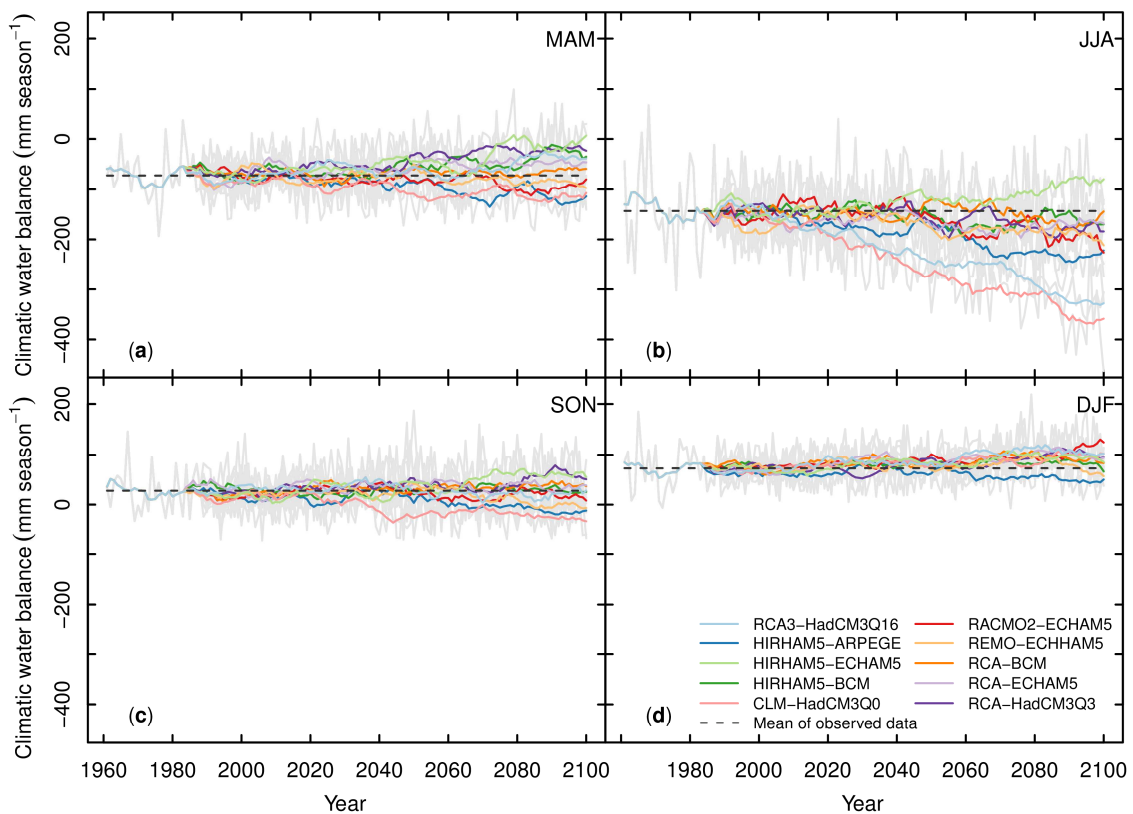 Climatic water balance (mm season⁻¹)
200
0
−200
−400
MAM
(a)
JJA
(b)
Climatic water balance (mm season⁻¹)
200
0
−200
−400
SON
(c)
DJF
RCA3−HadCM3Q16
HIRHAM5−ARPEGE
HIRHAM5−ECHAM5
HIRHAM5−BCM
CLM−HadCM3Q0
Mean of observed data
RACMO2−ECHAM5
REMO−ECHHAM5
RCA−BCM
RCA−ECHAM5
RCA−HadCM3Q3
(d)
1960 1980 2000 2020 2040 2060 2080 2100
1980 2000 2020 2040 2060 2080 2100
Year
Year